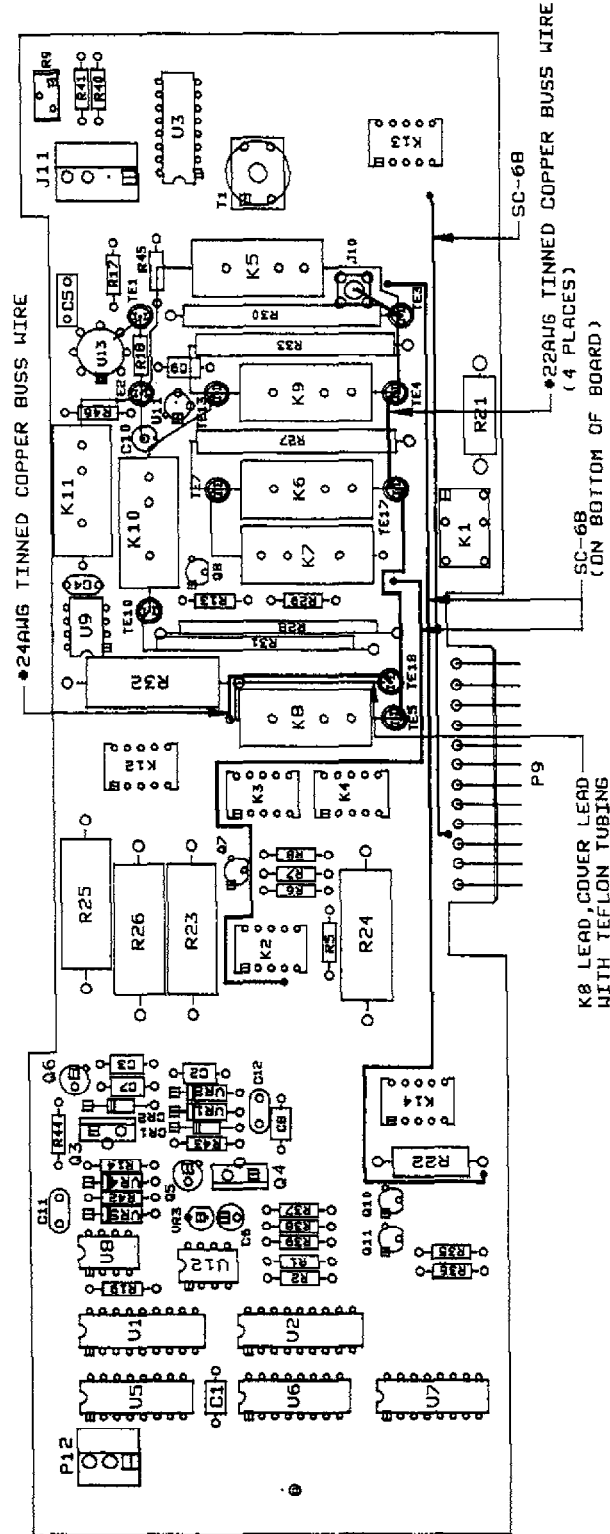 ●24AWG TINNED COPPER BUSS WIRE
●22AWG TINNED COPPER BUSS WIRE
(4 PLACES)
SC-6B
SC-6B
(ON BOTTOM OF BOARD)
K8 LEAD,COVER LEAD
WITH TEFLON TUBING
P9
P12
U5
C1
U6
U7
U1
U2
R19
U8
U12
R2
R1
R39
R38
R37
R36
R35
Q11
Q10
C11
R42
R14
Q5
VR3
C6
Q4
Q3
R44
CR1
R43
C8
C12
C7
C3
C2
Q6
R22
K14
R25
R26
R23
K2
R24
R5
R6
R7
R8
Q7
K3
K4
K12
K8
TE5
TE18
R32
R31
R28
U9
C4
TE10
R13
R29
Q8
K7
K6
TE7
TE17
K1
K11
K10
R27
C10
U11
TE13
R46
TE2
K9
TE4
R21
C9
R33
R18
U13
TE1
R30
TE3
C5
R17
R45
K5
J10
T1
K13
J11
U3
R41
R40
R9